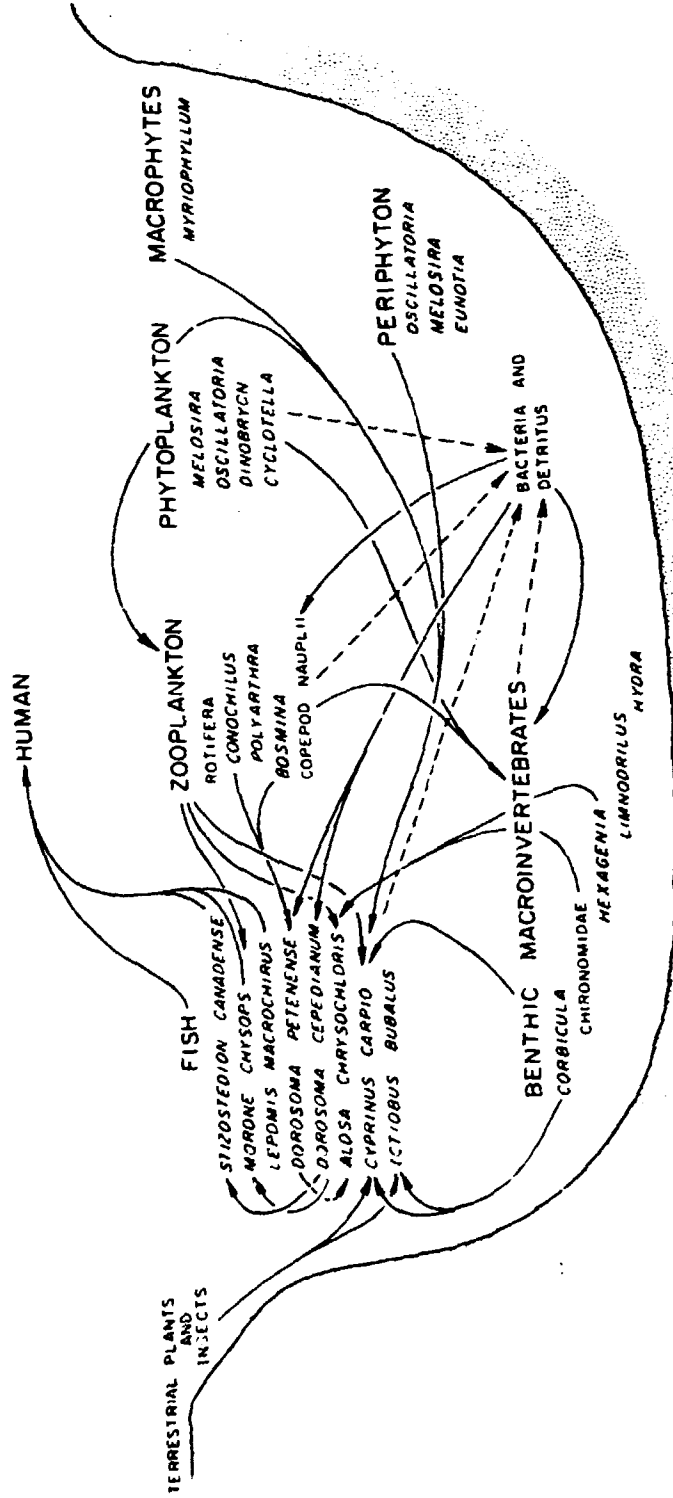 HUMAN
TERRESTRIAL PLANTS
AND
INSECTS
FISH
STIZOSTEDION CANADENSE
MORONE CHYSOPS
LEPOMIS MACROCHIRUS
DOROSOMA PETENENSE
DOROSOMA CEPEDIANUM
ALOSA CHRYSOCHLORIS
CYPRINUS CARPIO
ICTIOBUS BUBALUS
ZOOPLANKTON
ROTIFERA
CONOCHILUS
POLYARTHRA
BOSMINA
COPEPOD NAUPLII
PHYTOPLANKTON
MELOSIRA
OSCILLATORIA
DINOBRYON
CYCLOTELLA
MACROPHYTES
MYRIOPHYLLUM
PERIPHYTON
OSCILLATORIA
MELOSIRA
EUNOTIA
BACTERIA AND
DETRITUS
BENTHIC MACROINVERTEBRATES
CORBICULA
CHIRONOMIDAE
HEXAGENIA
LIMNODRILUS
HYDRA